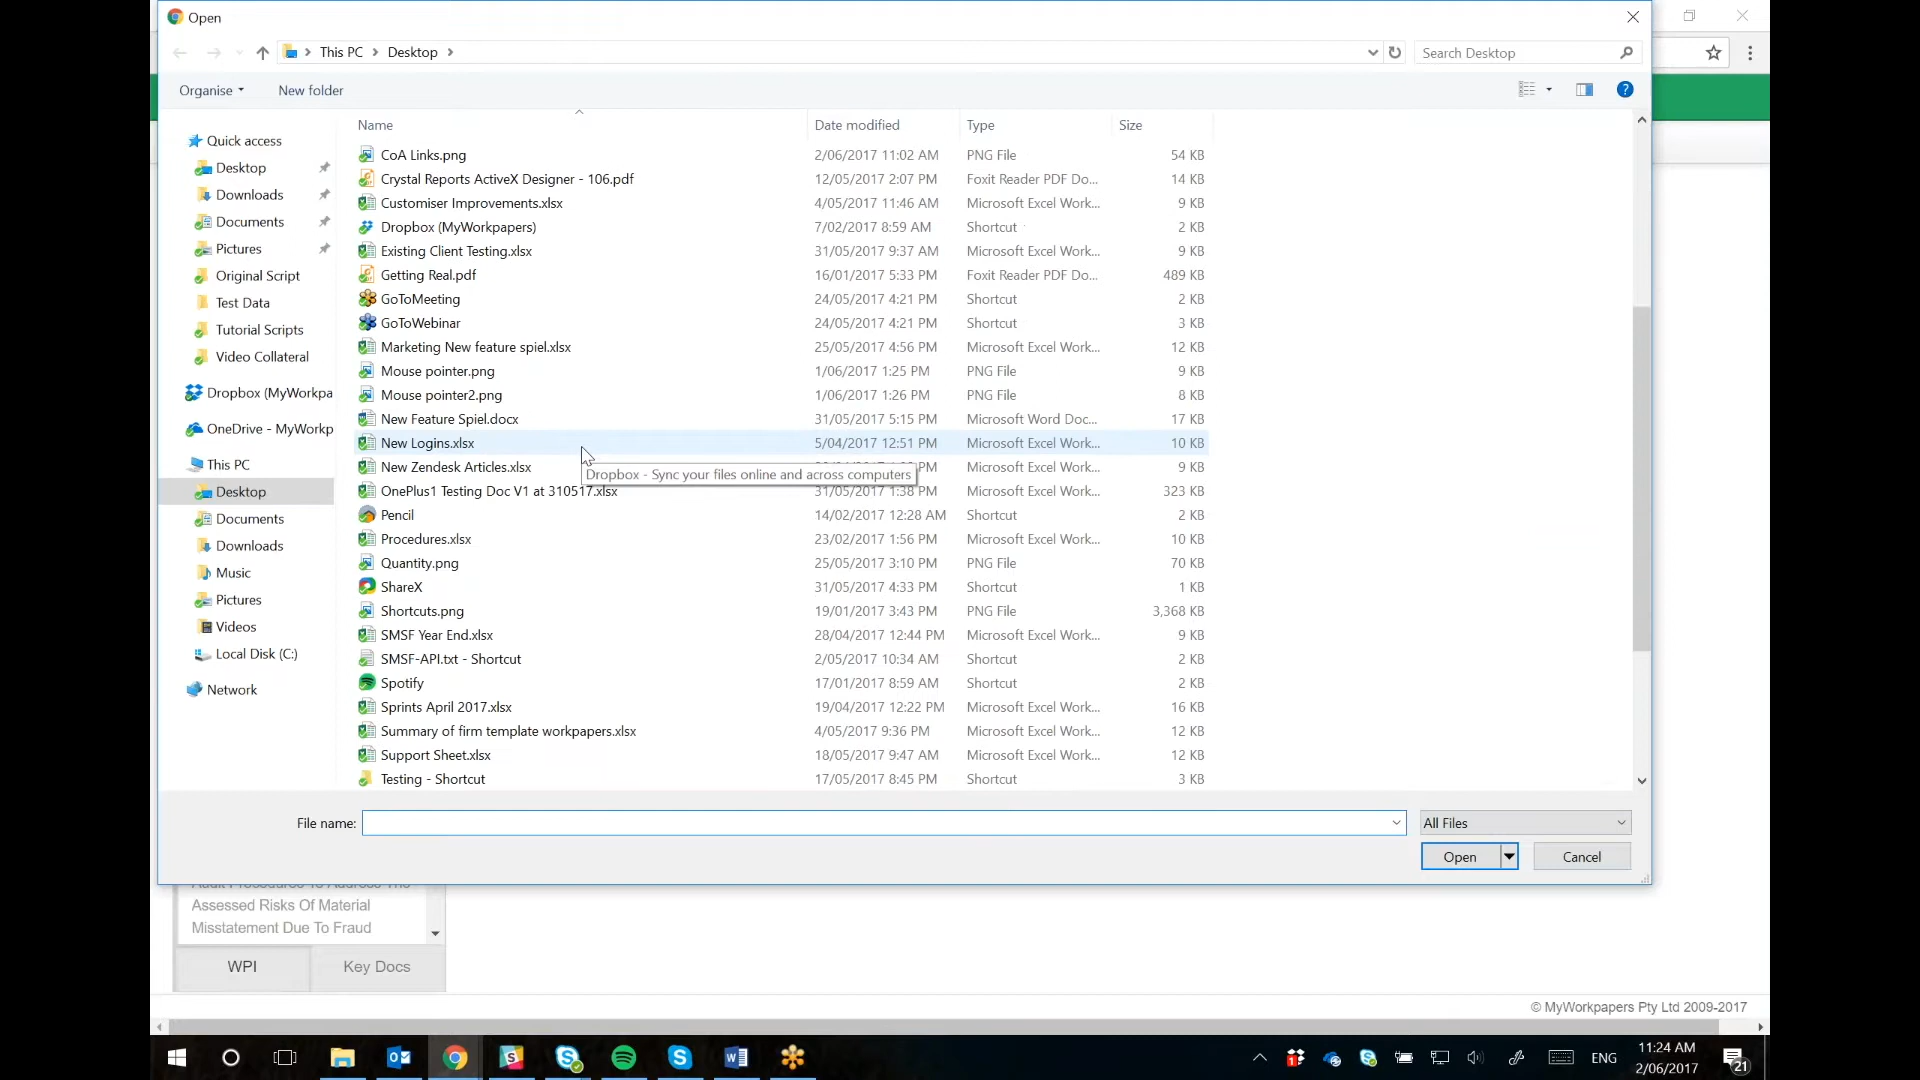 Open
This PC
Desktop
Search Desktop
Organise
New folder
Name
Date modified
Type
Size
Quick access
Desktop
Downloads
Documents
Pictures
Original Script
Test Data
Tutorial Scripts
Video Collateral
Dropbox (MyWorkpa
OneDrive - MyWorkp
This PC
Desktop
Documents
Downloads
Music
Pictures
Videos
Local Disk (C:)
Network
CoA Links.png 2/06/2017 11:02 AM PNG File 54 KB
Crystal Reports ActiveX Designer - 106.pdf 12/05/2017 2:07 PM Foxit Reader PDF Do... 14 KB
Customiser Improvements.xlsx 4/05/2017 11:46 AM Microsoft Excel Work... 9 KB
Dropbox (MyWorkpapers) 7/02/2017 8:59 AM Shortcut 2 KB
Existing Client Testing.xlsx 31/05/2017 9:37 AM Microsoft Excel Work... 9 KB
Getting Real.pdf 16/01/2017 5:33 PM Foxit Reader PDF Do... 489 KB
GoToMeeting 24/05/2017 4:21 PM Shortcut 2 KB
GoToWebinar 24/05/2017 4:21 PM Shortcut 3 KB
Marketing New feature spiel.xlsx 25/05/2017 4:56 PM Microsoft Excel Work... 12 KB
Mouse pointer.png 1/06/2017 1:25 PM PNG File 9 KB
Mouse pointer2.png 1/06/2017 1:26 PM PNG File 8 KB
New Feature Spiel.docx 31/05/2017 5:15 PM Microsoft Word Doc... 17 KB
New Logins.xlsx 5/04/2017 12:51 PM Microsoft Excel Work... 10 KB
New Zendesk Articles.xlsx PM Microsoft Excel Work... 9 KB
Dropbox - Sync your files online and across computers
OnePlus1 Testing Doc V1 at 310517.xlsx 31/05/2017 1:38 PM Microsoft Excel Work... 323 KB
Pencil 14/02/2017 12:28 AM Shortcut 2 KB
Procedures.xlsx 23/02/2017 1:56 PM Microsoft Excel Work... 10 KB
Quantity.png 25/05/2017 3:10 PM PNG File 70 KB
ShareX 31/05/2017 4:33 PM Shortcut 1 KB
Shortcuts.png 19/01/2017 3:43 PM PNG File 3,368 KB
SMSF Year End.xlsx 28/04/2017 12:44 PM Microsoft Excel Work... 9 KB
SMSF-API.txt - Shortcut 2/05/2017 10:34 AM Shortcut 2 KB
Spotify 17/01/2017 8:59 AM Shortcut 2 KB
Sprints April 2017.xlsx 19/04/2017 12:22 PM Microsoft Excel Work... 16 KB
Summary of firm template workpapers.xlsx 4/05/2017 9:36 PM Microsoft Excel Work... 12 KB
Support Sheet.xlsx 18/05/2017 9:47 AM Microsoft Excel Work... 12 KB
Testing - Shortcut 17/05/2017 8:45 PM Shortcut 3 KB
File name:
All Files
Open
Cancel
Audit Procedures To Address The
Assessed Risks Of Material
Misstatement Due To Fraud
WPI
Key Docs
© MyWorkpapers Pty Ltd 2009-2017
ENG
11:24 AM
2/06/2017
21